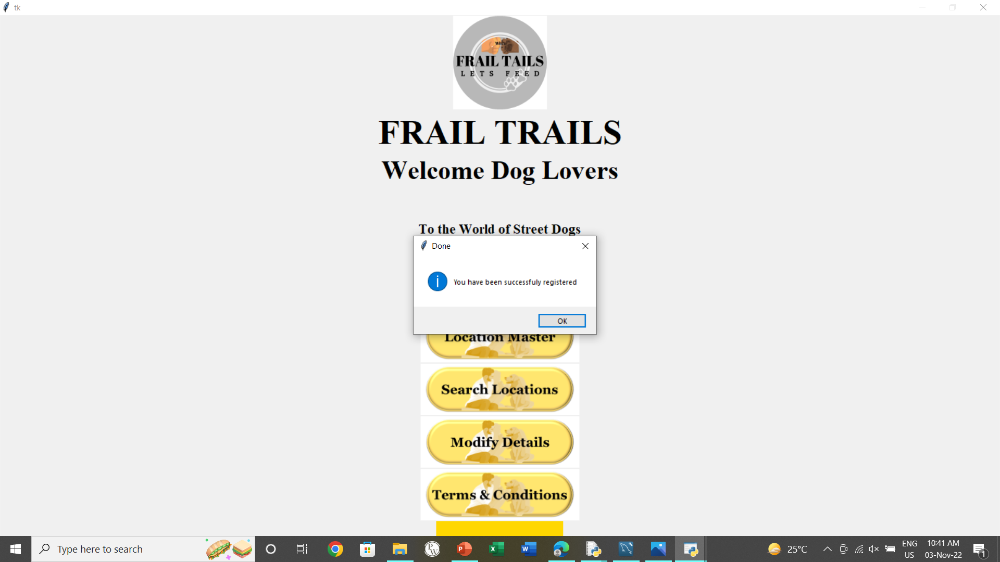 tk
with
FRAIL TAILS
LETS FEED
FRAIL TRAILS
Welcome Dog Lovers
To the World of Street Dogs
Done
You have been successfuly registered
OK
Location Master
Search Locations
Modify Details
Terms & Conditions
Type here to search
25°C
ENG
US
10:41 AM
03-Nov-22
1